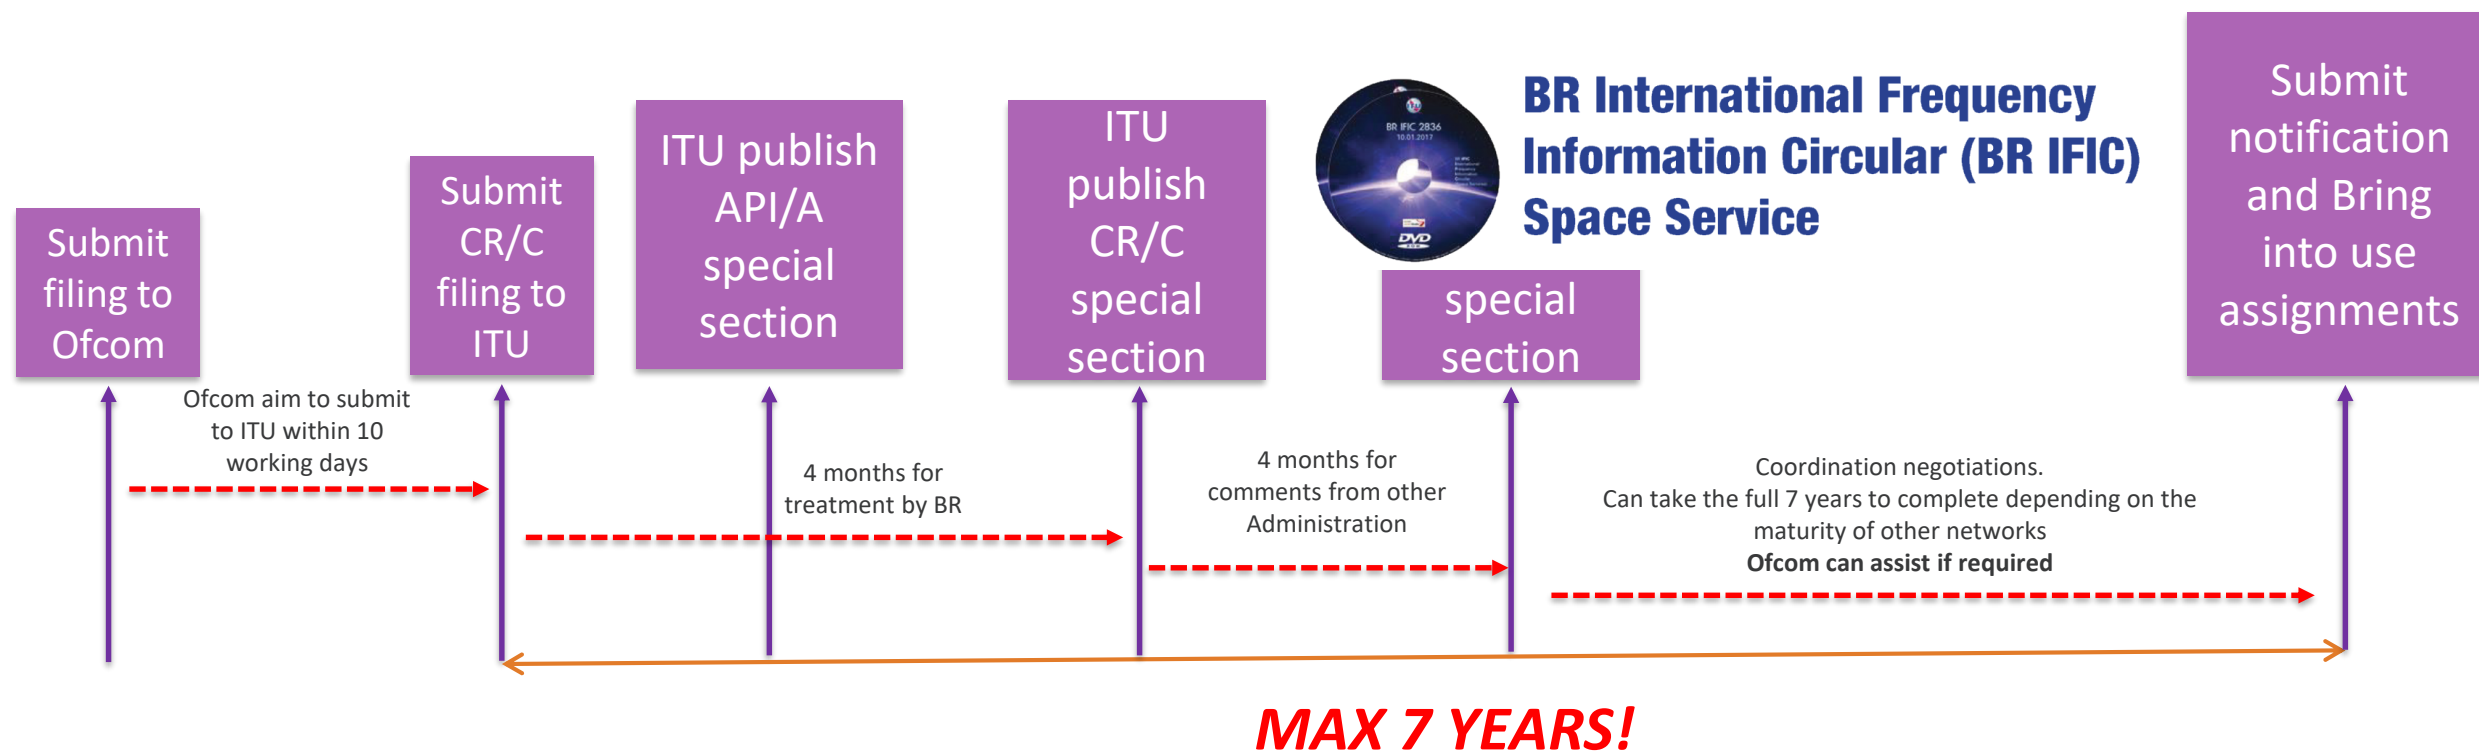 Submit
filing to
Ofcom
Ofcom aim to submit
to ITU within 10
working days
Submit
CR/C
filing to
ITU
ITU publish
API/A
special
section
4 months for
treatment by BR
ITU
publish
CR/C
special
section
4 months for
comments from other
Administration
BR IFIC 2836
10.01.2017
DVD
BR International Frequency
Information Circular (BR IFIC)
Space Service
special
section
Coordination negotiations.
Can take the full 7 years to complete depending on the
maturity of other networks
Ofcom can assist if required
Submit
notification
and Bring
into use
assignments
MAX 7 YEARS!